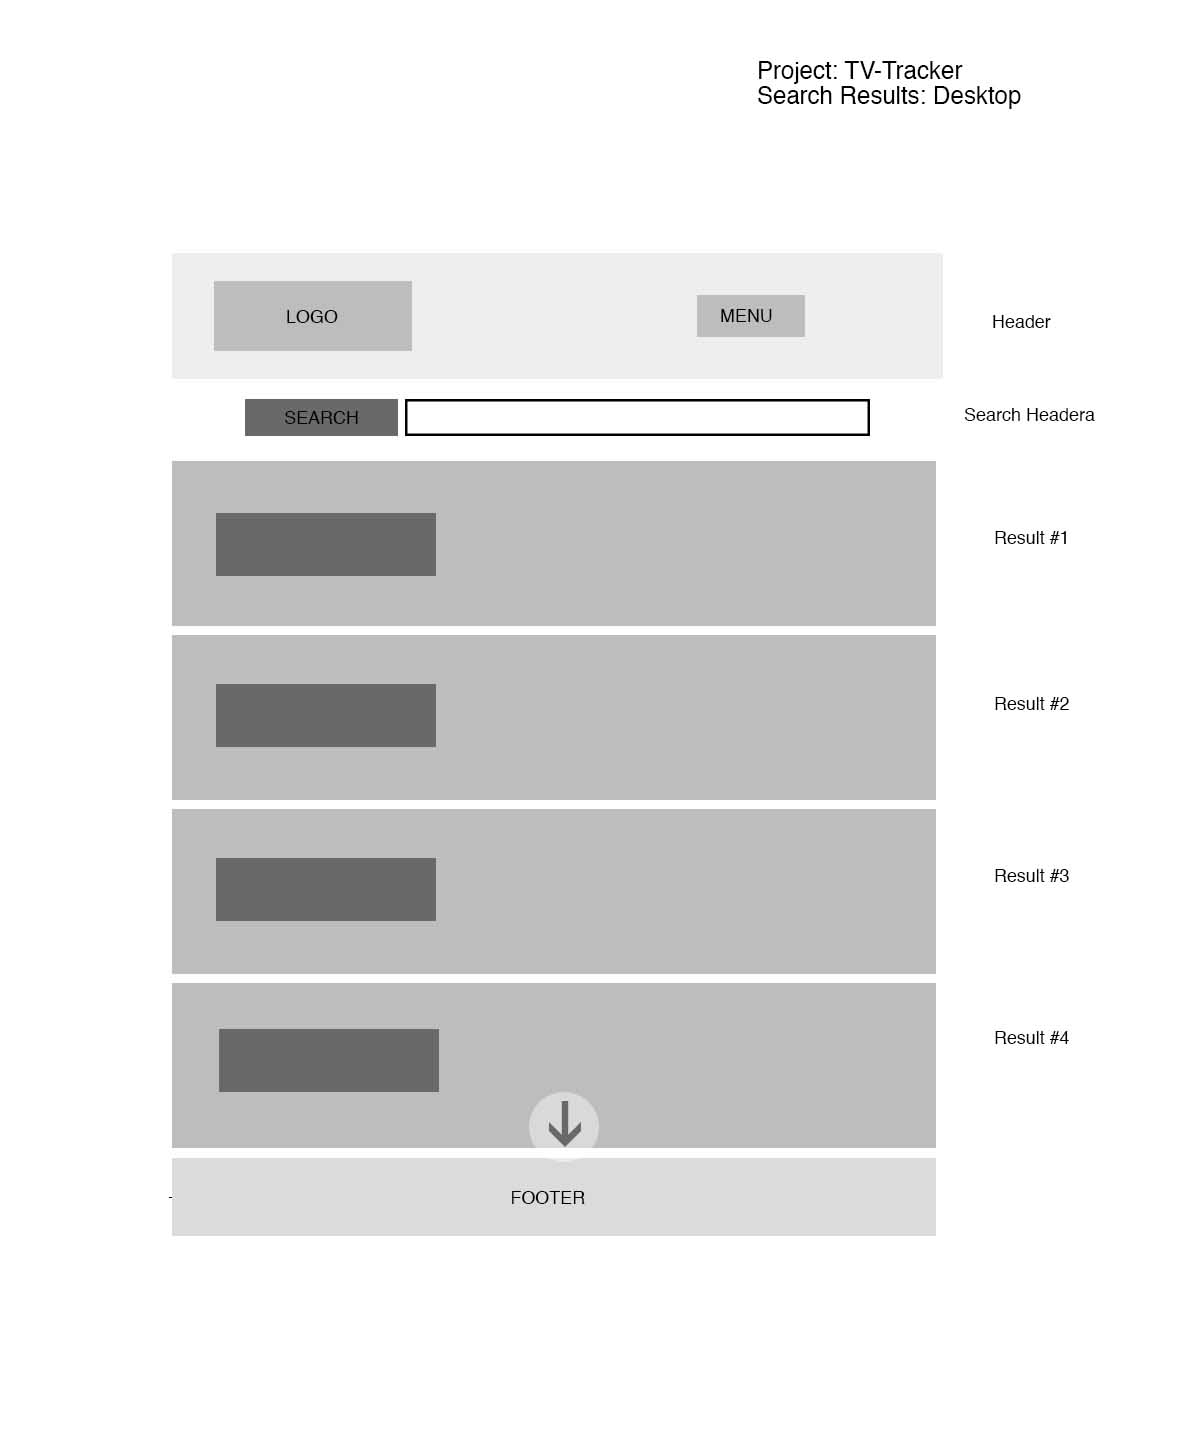 Project: TV-Tracker
Search Results: Desktop
LOGO
MENU
Header
SEARCH
Search Headera
Result #1
Result #2
Result #3
Result #4
FOOTER